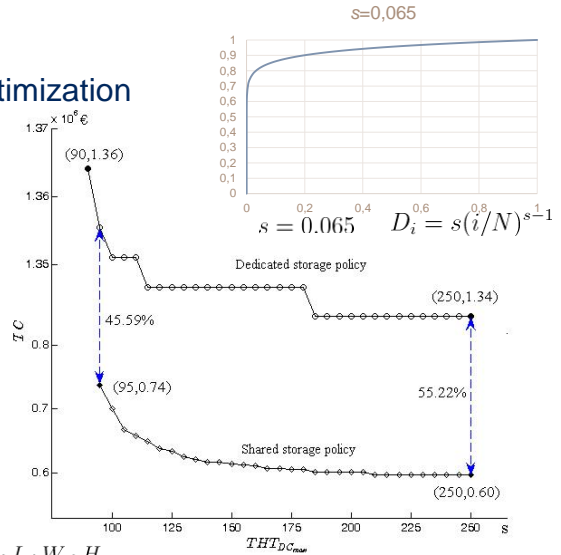 s=0,065
1
0,9
0,8
0,7
0,6
0,5
0,4
0,3
0,2
0,1
0
0 0,2 0,4 0,6 0,8 1
timization
s = 0.065 D_i = s(i/N)^{s-1}
1.37 × 10⁶ €
(90,1.36)
1.36
1.35
Dedicated storage policy
(250,1.34)
45.59%
TC
0.8
(95,0.74)
55.22%
0.7
Shared storage policy
0.6
(250,0.60)
100 125 150 175 200 225 250 s
THT_{DC_{max}}